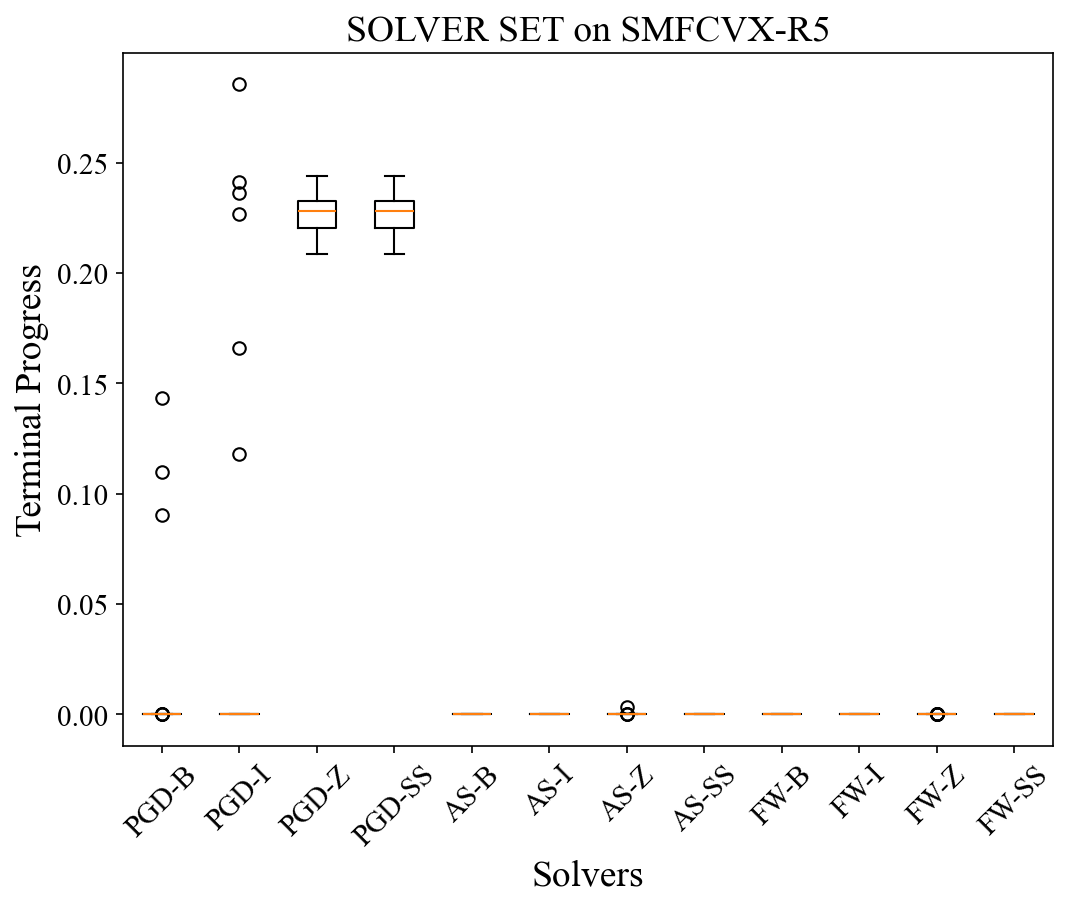 SOLVER SET on SMFCVX-R5
Terminal Progress
0.25
0.20
0.15
0.10
0.05
0.00
PGD-B
PGD-I
PGD-Z
PGD-SS
AS-B
AS-I
AS-Z
AS-SS
FW-B
FW-I
FW-Z
FW-SS
Solvers